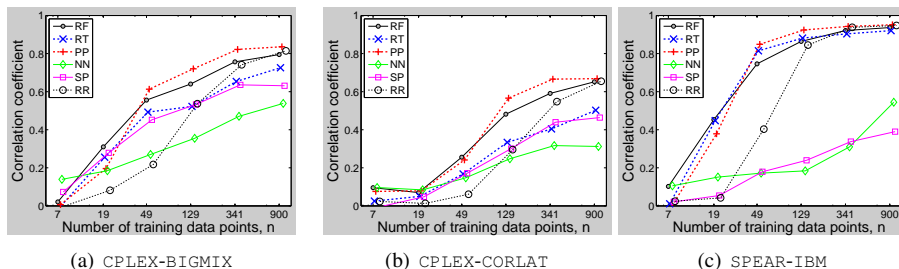 RF
RT
PP
NN
SP
RR
1
0.8
0.6
0.4
0.2
0
Correlation coefficient
7 19 49 129 341 900
Number of training data points, n
(a) CPLEX-BIGMIX
RF
RT
PP
NN
SP
RR
1
0.8
0.6
0.4
0.2
0
Correlation coefficient
7 19 49 129 341 900
Number of training data points, n
(b) CPLEX-CORLAT
RF
RT
PP
NN
SP
RR
1
0.8
0.6
0.4
0.2
0
Correlation coefficient
7 19 49 129 341 900
Number of training data points, n
(c) SPEAR-IBM